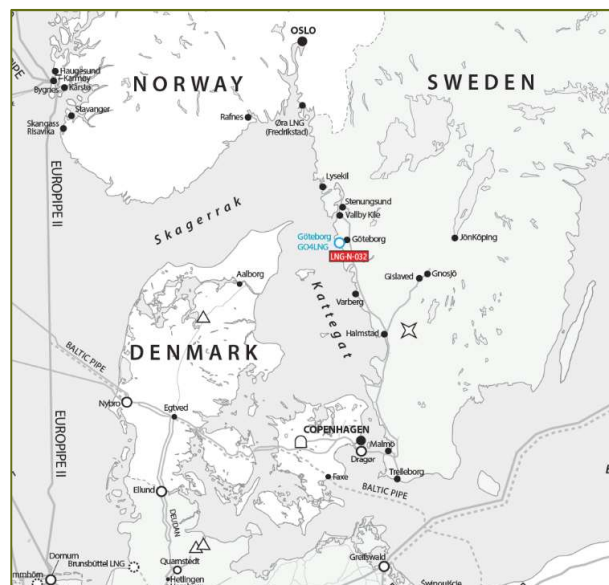 OSLO
NORWAY
SWEDEN
PIPE
Haugesund
Karmøy
Bygnes
Kårstø
Stavanger
Skangass
Risavika
Rafnes
Øra LNG
(Fredrikstad)
EUROPIPE II
Lysekil
Stenungsund
Vallby Kile
Skagerrak
Göteborg
GO4LNG
Göteborg
LNG-N-032
Jönköping
Gnosjö
Gislaved
Aalborg
Kattegat
Varberg
Halmstad
DENMARK
BALTIC PIPE
Nybro
Egtved
COPENHAGEN
Dragør
Malmö
Trelleborg
Faxe
BALTIC PIPE
EUROPIPE II
Ellund
DEUDAN
Dornum
Brunsbüttel LNG
Quarnstedt
Hetlingen
Greifswald